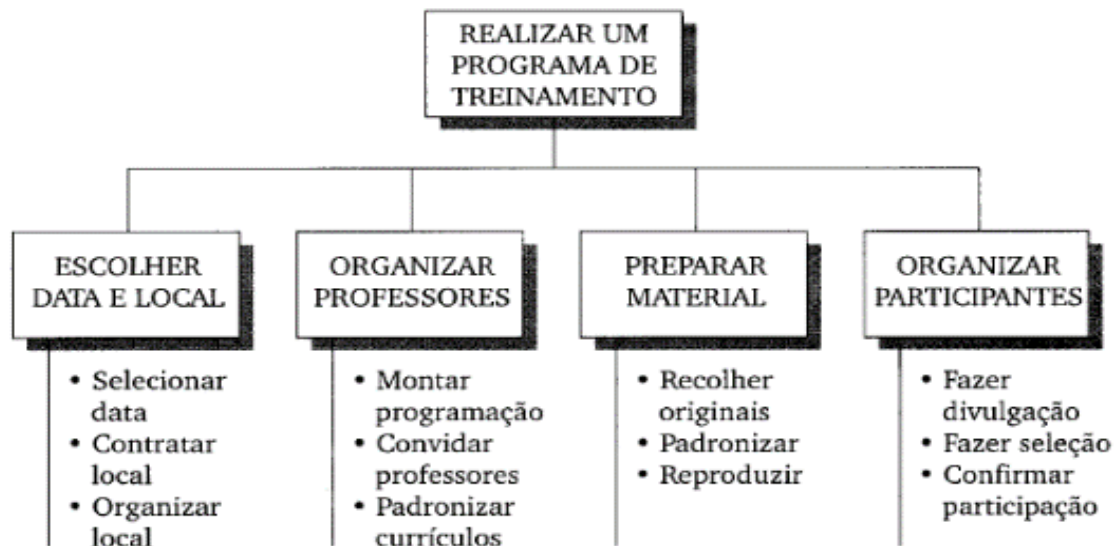 REALIZAR UM
PROGRAMA DE
TREINAMENTO
ESCOLHER
DATA E LOCAL
• Selecionar
data
• Contratar
local
• Organizar
local
ORGANIZAR
PROFESSORES
• Montar
programação
• Convidar
professores
• Padronizar
currículos
PREPARAR
MATERIAL
• Recolher
originais
• Padronizar
• Reproduzir
ORGANIZAR
PARTICIPANTES
• Fazer
divulgação
• Fazer seleção
• Confirmar
participação